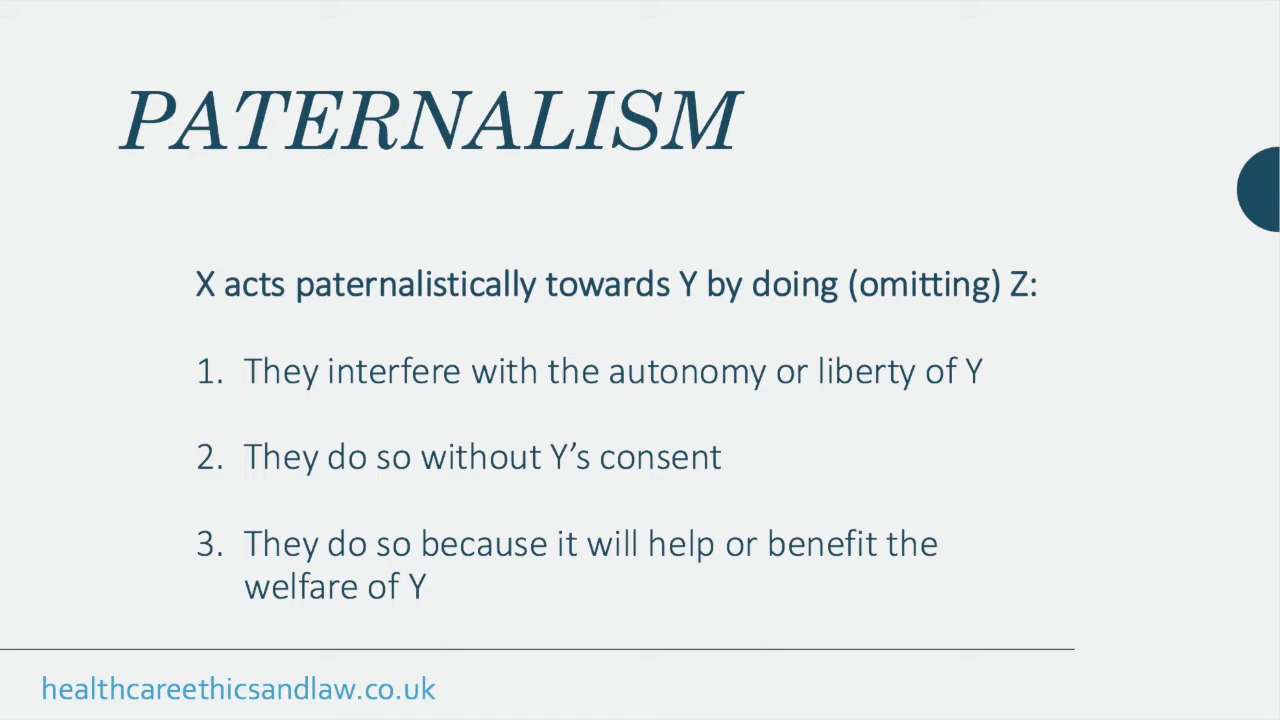 PATERNALISM
X acts paternalistically towards Y by doing (omitting) Z:
1. They interfere with the autonomy or liberty of Y
2. They do so without Y’s consent
3. They do so because it will help or benefit the
welfare of Y
healthcareethicsandlaw.co.uk